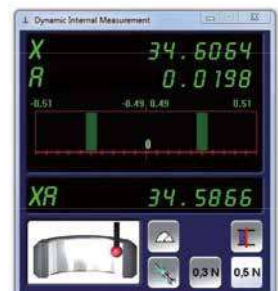 Dynamic Internal Measurement
X 34.6064
A 0.0198
-0.51 -0.49 0.49 0.51
0
XA 34.5866
0,3 N 0,5 N